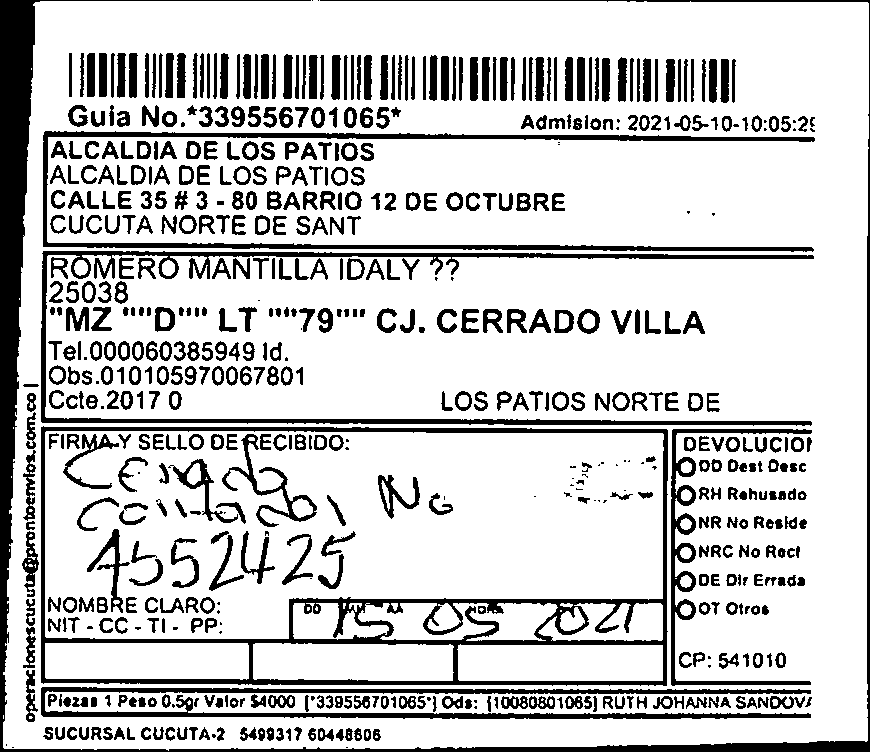 Guia No.*339556701065*
Admision: 2021-05-10-10:05:29
ALCALDIA DE LOS PATIOS
ALCALDIA DE LOS PATIOS
CALLE 35 # 3 - 80 BARRIO 12 DE OCTUBRE
CUCUTA NORTE DE SANT
ROMERO MANTILLA IDALY ??
25038
"MZ ""D"" LT ""79"" CJ. CERRADO VILLA
Tel.000060385949 Id.
Obs.010105970067801
Ccte.2017 0 LOS PATIOS NORTE DE
operacionescucuta@prontoenvios.com.co |
FIRMA Y SELLO DE RECIBIDO:
Cerrado
Contador No
4552425
NOMBRE CLARO:
NIT - CC - TI - PP:
DD MM AA HORA
15 05 2021
DEVOLUCION
DD Dest Desc
RH Rehusado
NR No Reside
NRC No Recl
DE Dir Errada
OT Otros
CP: 541010
Piezas 1 Peso 0.5gr Valor $4000 [*339556701065*] Ods: [10080801065] RUTH JOHANNA SANDOVA
SUCURSAL CUCUTA-2 5499317 60448606